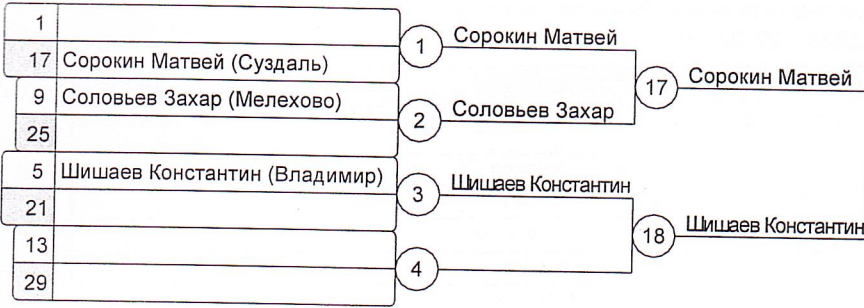 1
17 Сорокин Матвей (Суздаль)
1
Сорокин Матвей
9 Соловьев Захар (Мелехово)
25
2
Соловьев Захар
17
Сорокин Матвей
5 Шишаев Константин (Владимир)
21
3
Шишаев Константин
13
29
4
18
Шишаев Константин